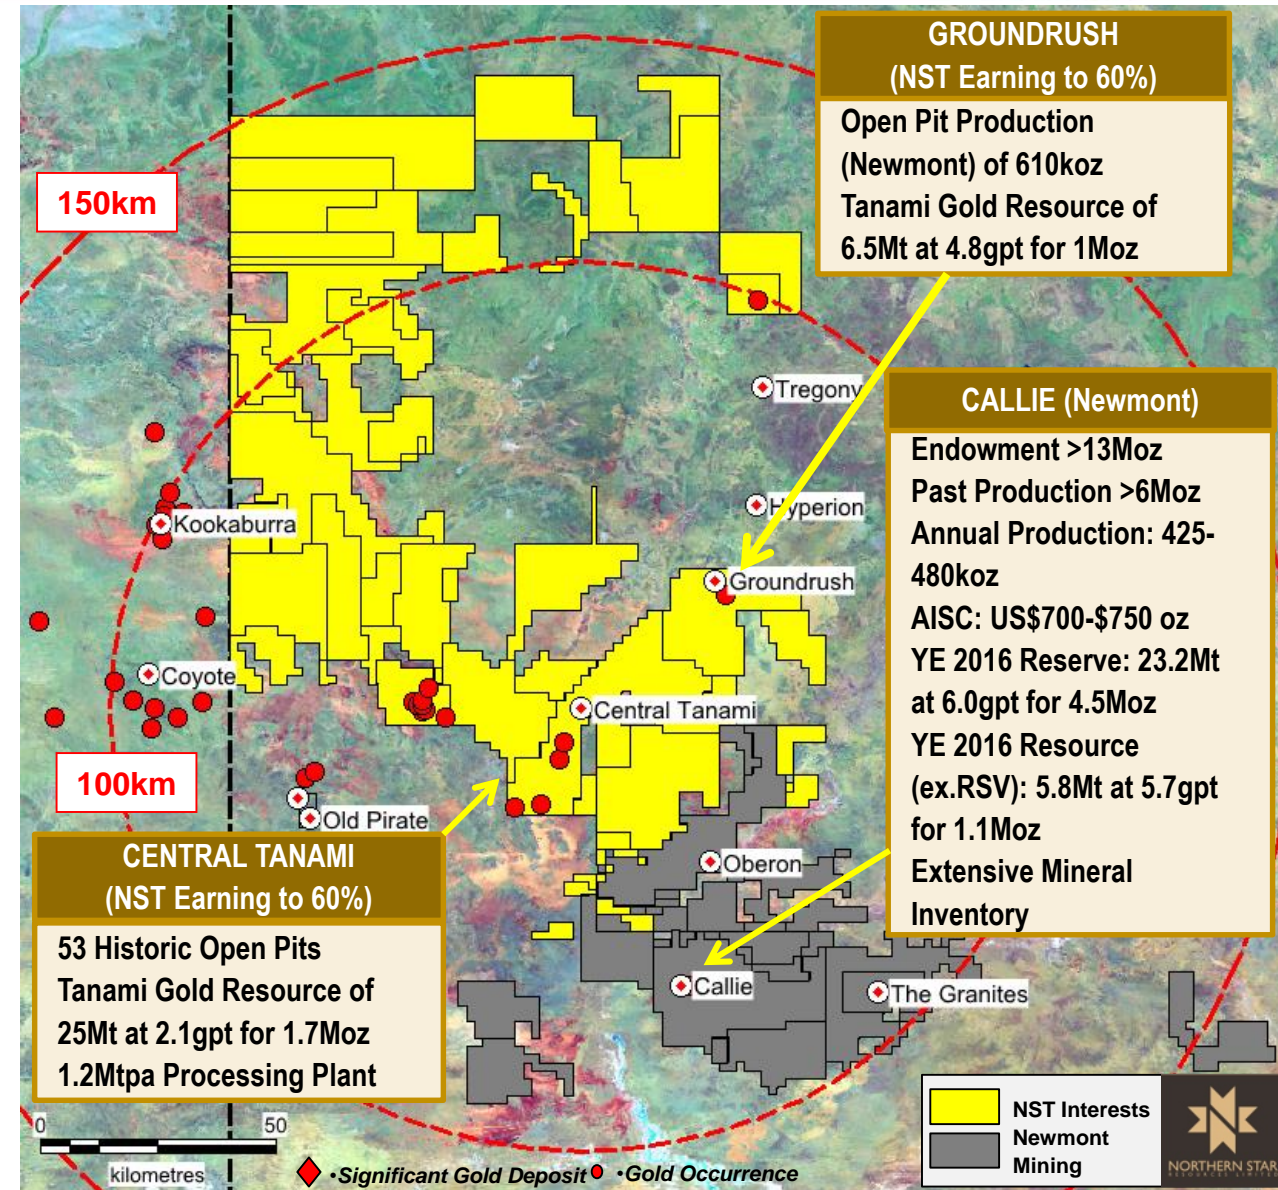 GROUNDRUSH
(NST Earning to 60%)
Open Pit Production
(Newmont) of 610koz
Tanami Gold Resource of
6.5Mt at 4.8gpt for 1Moz
150km
Tregony
CALLIE (Newmont)
Endowment >13Moz
Past Production >6Moz
Annual Production: 425-
480koz
AISC: US$700-$750 oz
YE 2016 Reserve: 23.2Mt
at 6.0gpt for 4.5Moz
YE 2016 Resource
(ex.RSV): 5.8Mt at 5.7gpt
for 1.1Moz
Extensive Mineral
Inventory
Hyperion
Kookaburra
Groundrush
Coyote
Central Tanami
100km
Old Pirate
CENTRAL TANAMI
(NST Earning to 60%)
53 Historic Open Pits
Tanami Gold Resource of
25Mt at 2.1gpt for 1.7Moz
1.2Mtpa Processing Plant
Oberon
Callie
The Granites
0 50
kilometres
•Significant Gold Deposit
•Gold Occurrence
NST Interests
Newmont
Mining
NORTHERN STAR
RESOURCES LIMITED